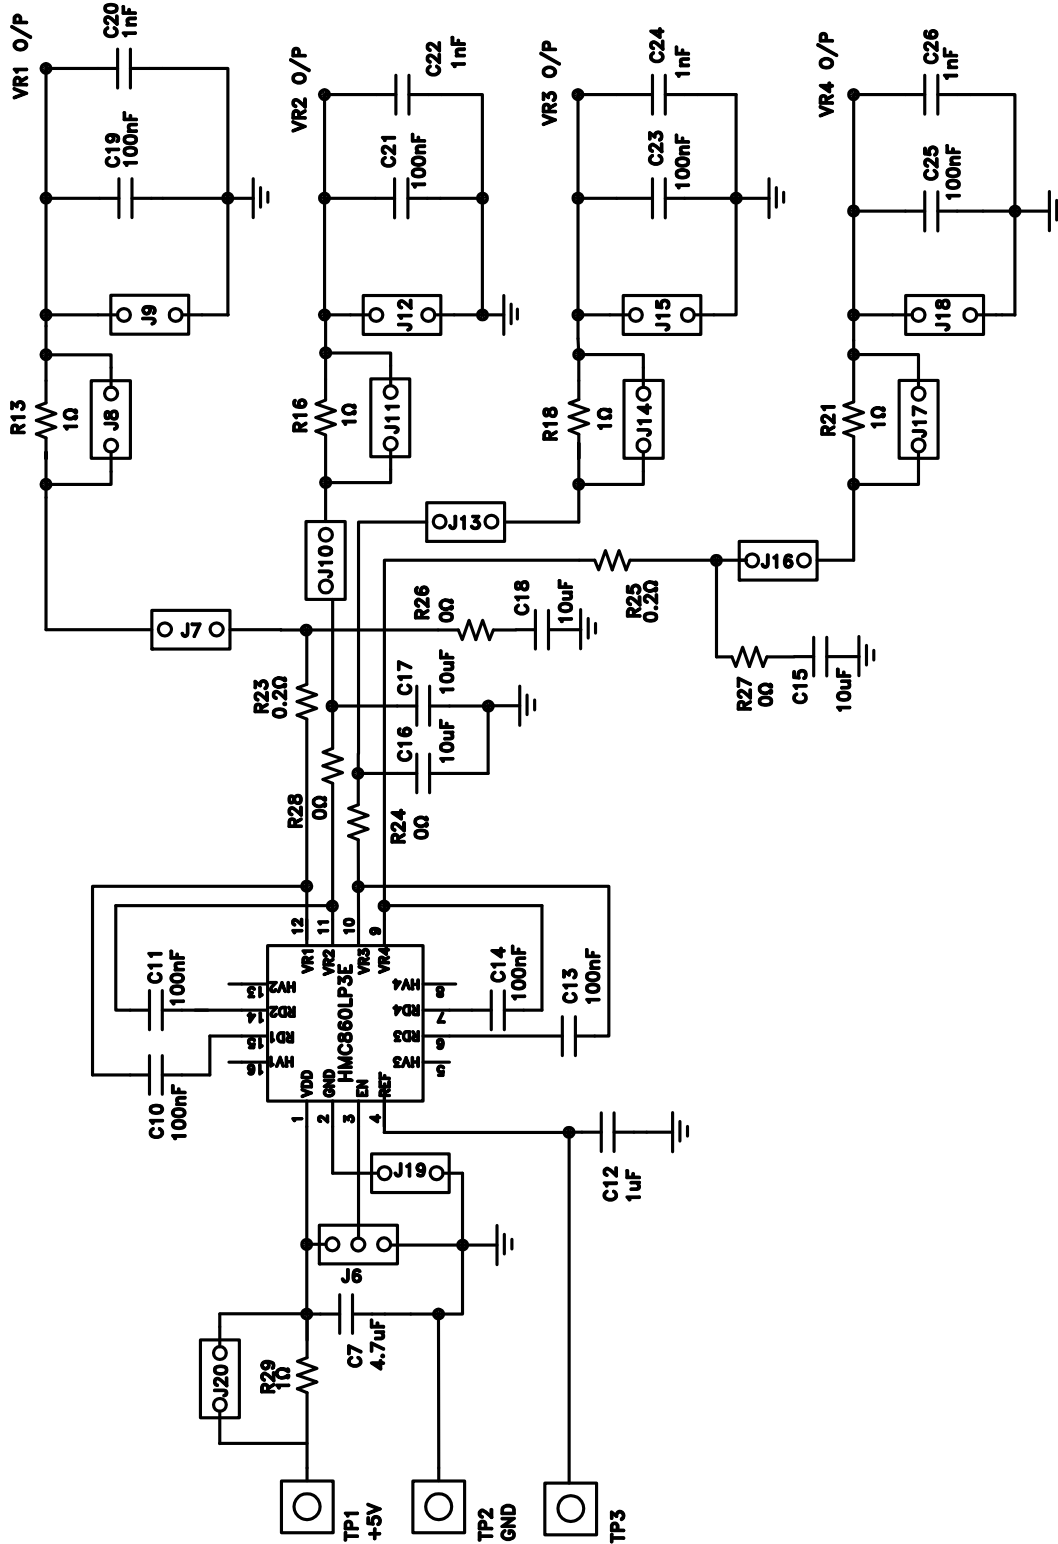 VR1 O/P
C20
1nF
C19
100nF
J9
R13
1Ω
J8
VR2 O/P
C22
1nF
C21
100nF
J12
R16
1Ω
J11
VR3 O/P
C24
1nF
C23
100nF
J15
R18
1Ω
J14
VR4 O/P
C26
1nF
C25
100nF
J18
R21
1Ω
J17
J7
J10
J13
J16
R26
0Ω
C18
10uF
R25
0.2Ω
R23
0.2Ω
C17
10uF
C16
10uF
R27
0Ω
C15
10uF
R28
0Ω
R24
0Ω
C11
100nF
C10
100nF
C14
100nF
C13
100nF
HMC860LP3E
12
VR1
11
VR2
10
VR3
9
VR4
13
HV2
14
RD2
15
RD1
16
HV1
8
HV4
7
RD4
6
RD3
5
HV3
1
VDD
2
GND
3
EN
4
REF
J19
J6
C12
1uF
C7
4.7uF
J20
R29
1Ω
TP1
+5V
TP2
GND
TP3